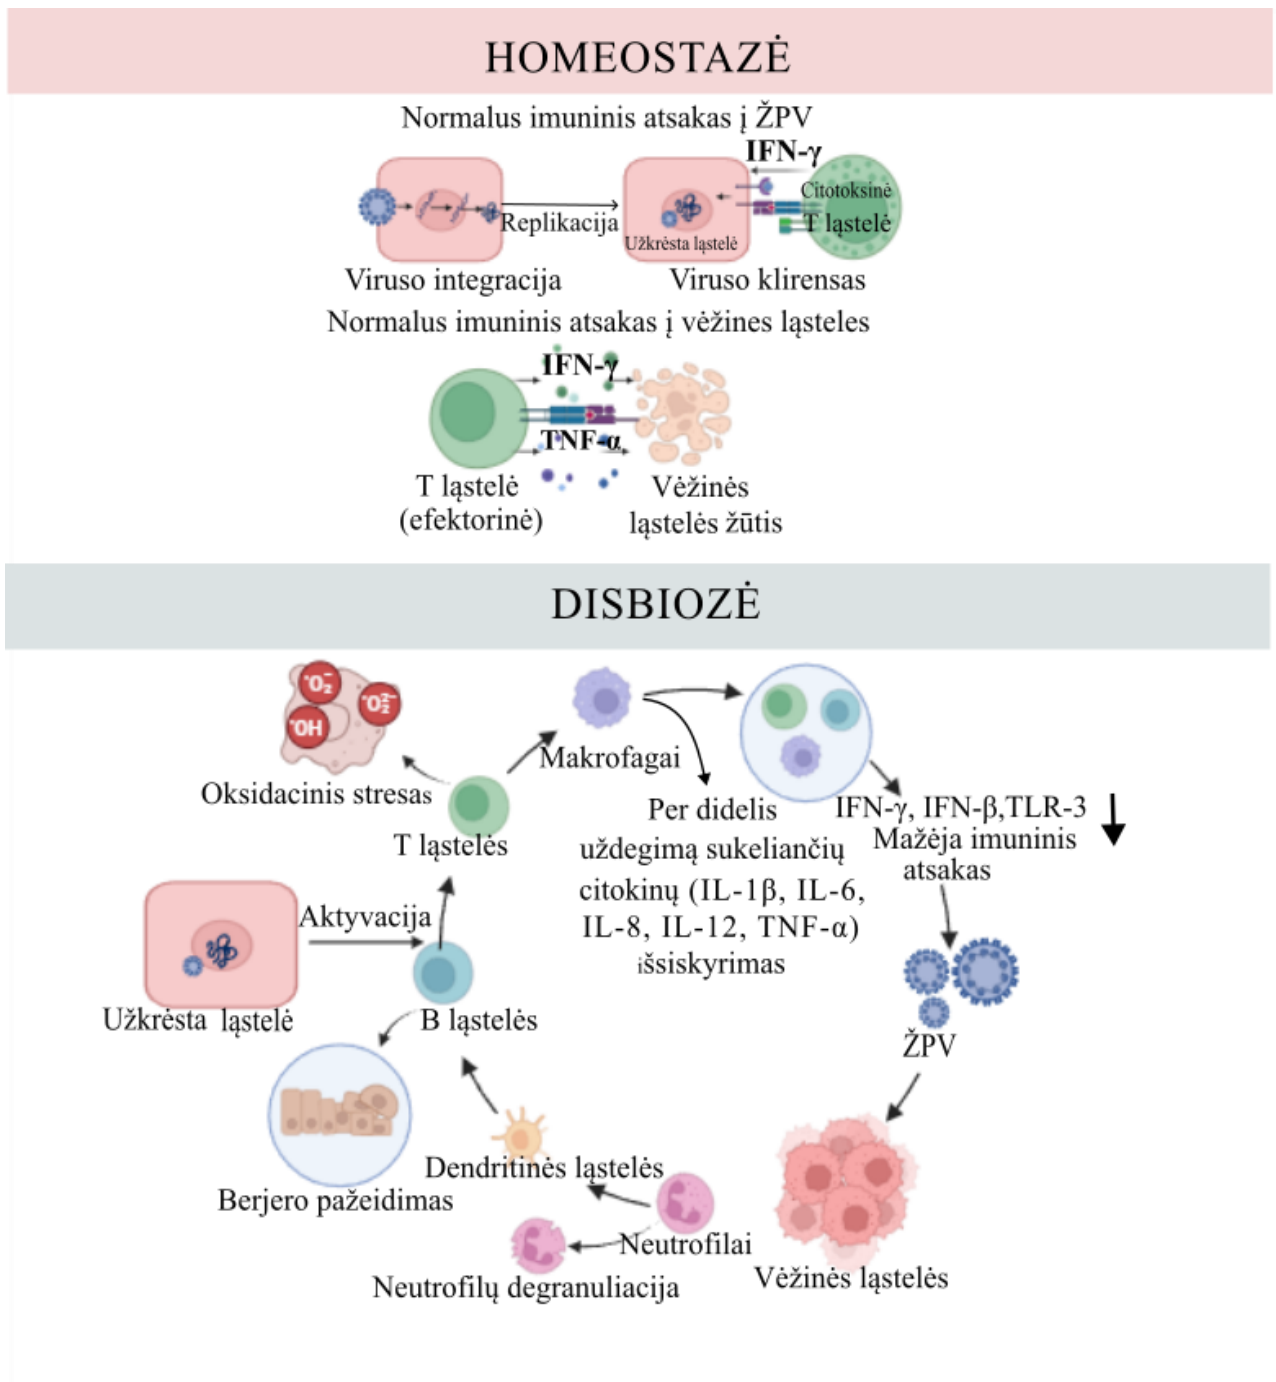 HOMEOSTAZĖ
Normalus imuninis atsakas į ŽPV
IFN-γ
Citotoksinė
T ląstelė
Replikacija
Užkrėsta ląstelė
Viruso integracija
Viruso klirensas
Normalus imuninis atsakas į vėžines ląsteles
IFN-γ
TNF-α
T ląstelė
(efektorinė)
Vėžinės
ląstelės žūtis
DISBIOZĖ
•O₂⁻
•O₂²⁻
•OH
Oksidacinis stresas
Makrofagai
T ląstelės
Per didelis
uždegimą sukeliančių
citokinų (IL-1β, IL-6,
IL-8, IL-12, TNF-α)
išsiskyrimas
IFN-γ, IFN-β,TLR-3
Mažėja imuninis
atsakas
Aktyvacija
Užkrėsta ląstelė
B ląstelės
ŽPV
Berjero pažeidimas
Dendritinės ląstelės
Neutrofilai
Neutrofilų degranuliacija
Vėžinės ląstelės